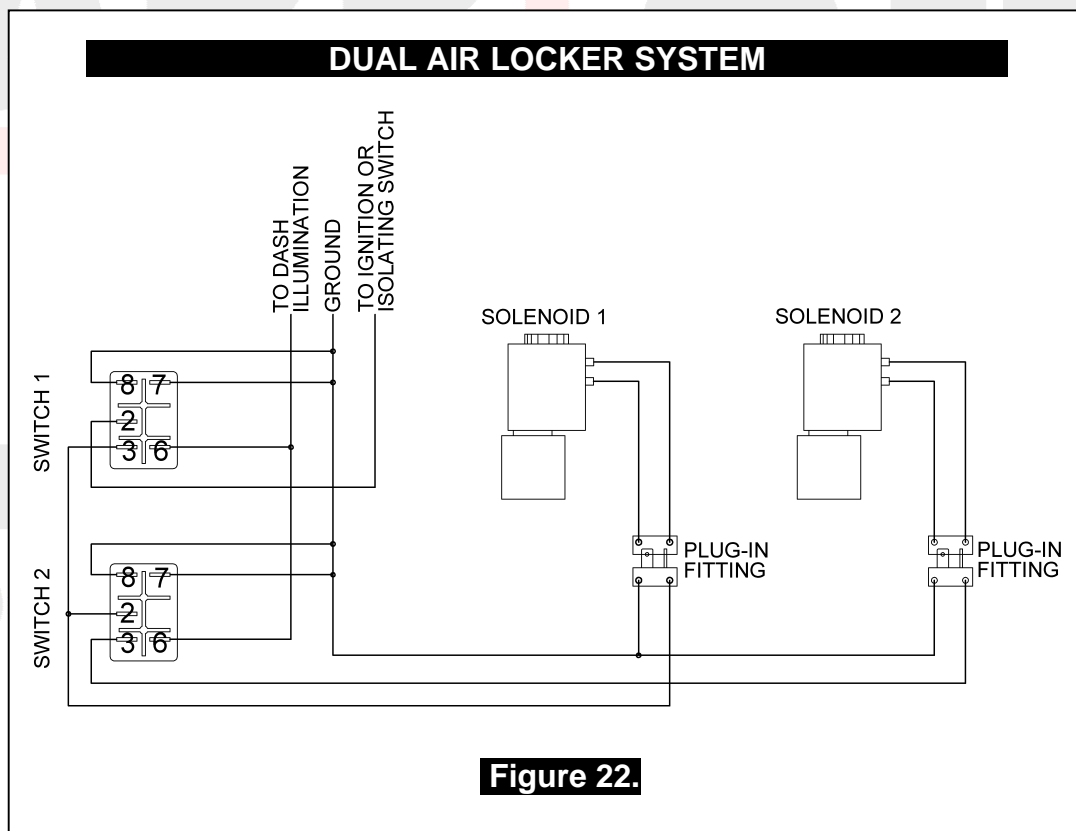 DUAL AIR LOCKER SYSTEM
TO DASH
ILLUMINATION
GROUND
TO IGNITION OR
ISOLATING SWITCH
SOLENOID 1
SOLENOID 2
SWITCH 1
8 7
2
3 6
SWITCH 2
8 7
2
3 6
PLUG-IN
FITTING
PLUG-IN
FITTING
Figure 22.